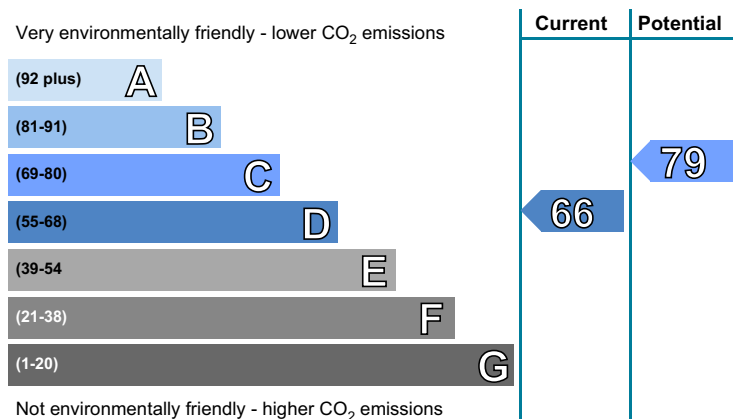 Current Potential
Very environmentally friendly - lower CO₂ emissions
(92 plus) A
(81-91) B
(69-80) C
79
(55-68) D
66
(39-54 E
(21-38) F
(1-20) G
Not environmentally friendly - higher CO₂ emissions